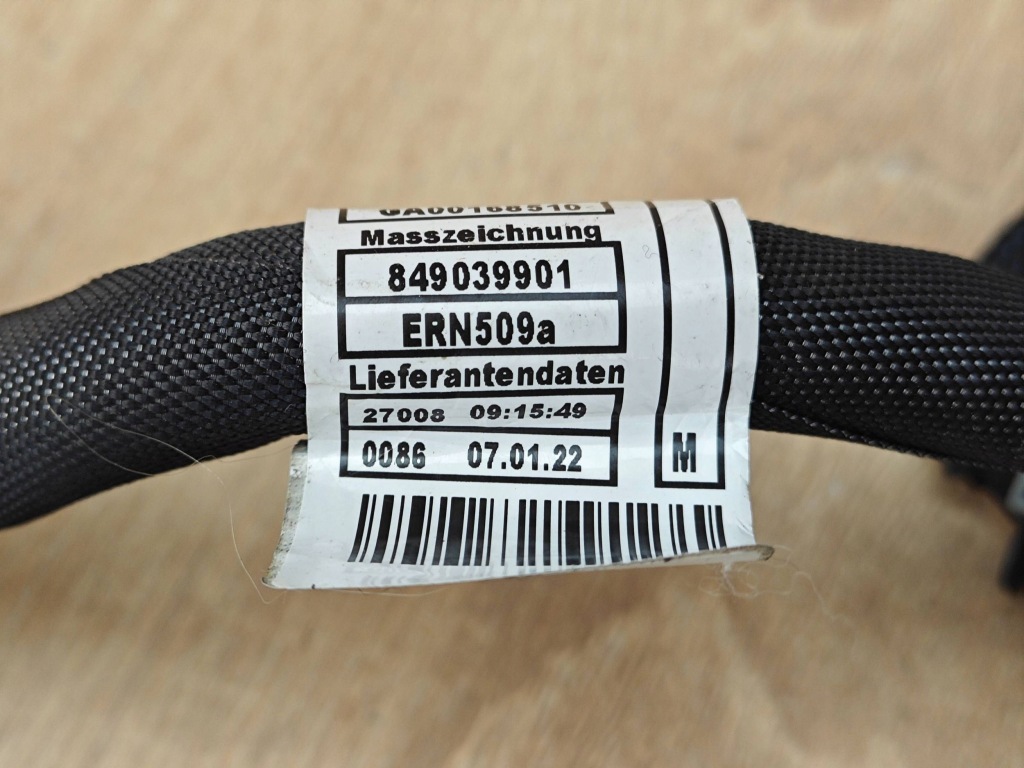 Masszeichnung
849039901
ERN509a
Lieferantendaten
27008 09:15:49
0086 07.01.22
M